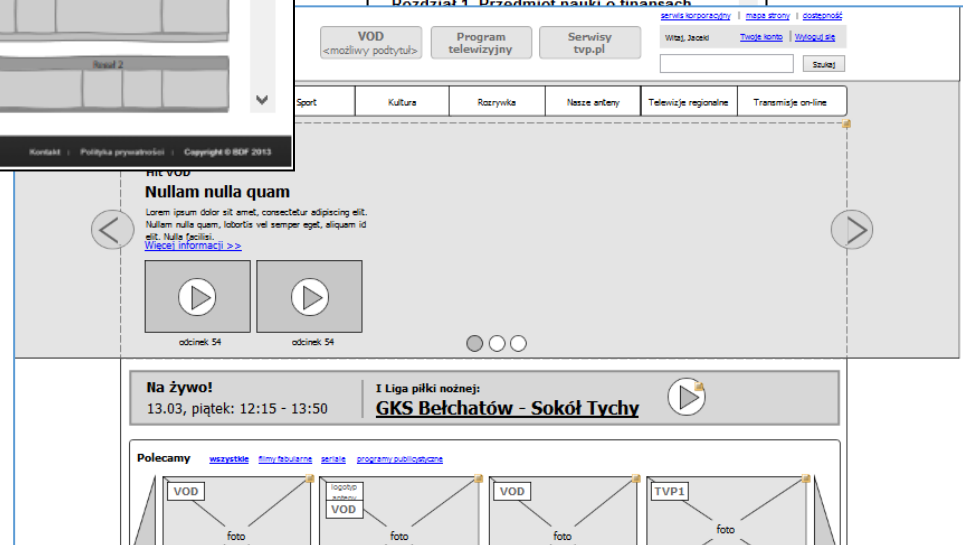 Rozdział 1. Przedmiot nauki o finansach
serwis korporacyjny | mapa strony | dostępność
VOD
<możliwy podtytuł>
Program
telewizyjny
Serwisy
tvp.pl
Witaj, Jacek!
Twoje konto | Wyloguj się
Szukaj
Sport
Kultura
Rozrywka
Nasze anteny
Telewizje regionalne
Transmisje on-line
Kontakt | Polityka prywatności | Copyright © BDF 2013
Hit VOD
Nullam nulla quam
Lorem ipsum dolor sit amet, consectetur adipiscing elit.
Nullam nulla quam, lobortis vel semper eget, aliquam id
elit. Nulla facilisi.
Więcej informacji >>
odcinek 54
odcinek 54
Na żywo!
13.03, piątek: 12:15 - 13:50
I Liga piłki nożnej:
GKS Bełchatów - Sokół Tychy
Polecamy wszystkie filmy fabularne seriale programy publicystyczne
VOD
logotyp
anteny
VOD
VOD
TVP1
foto
foto
foto
foto